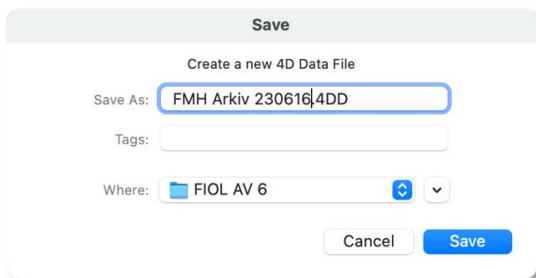 Save
Create a new 4D Data File
Save As: FMH Arkiv 230616.4DD
Tags:
Where: FIOL AV 6
Cancel Save